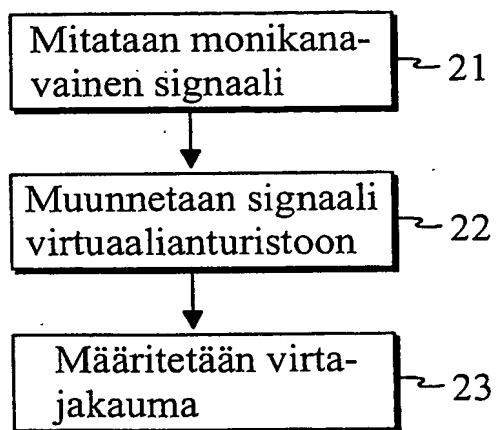 Mitataan monikana-
vainen signaali
21
Muunnetaan signaali
virtuaalianturistoon
22
Määritetään virta-
jakauma
23